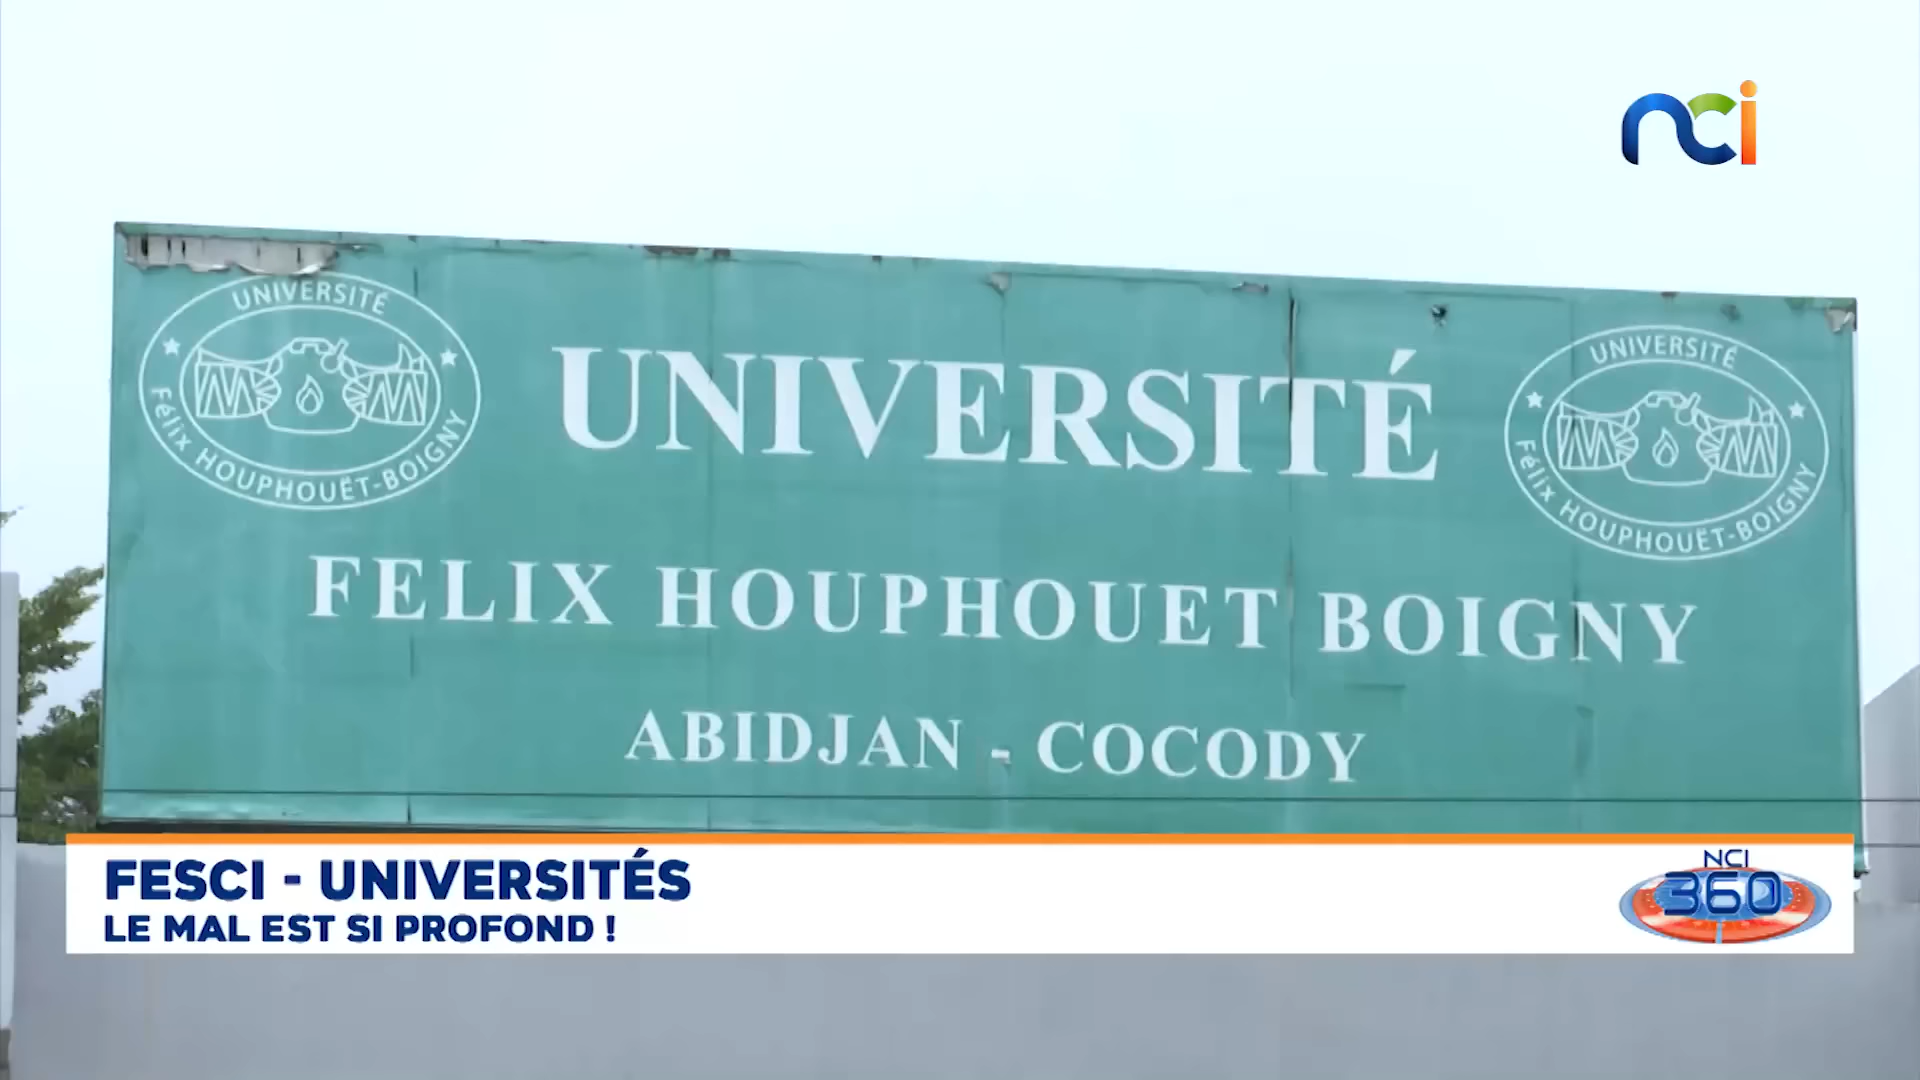 nci
UNIVERSITÉ
Félix HOUPHOUËT-BOIGNY
UNIVERSITÉ
UNIVERSITÉ
Félix HOUPHOUËT-BOIGNY
FELIX HOUPHOUET BOIGNY
ABIDJAN - COCODY
FESCI - UNIVERSITÉS
LE MAL EST SI PROFOND !
NCI
360